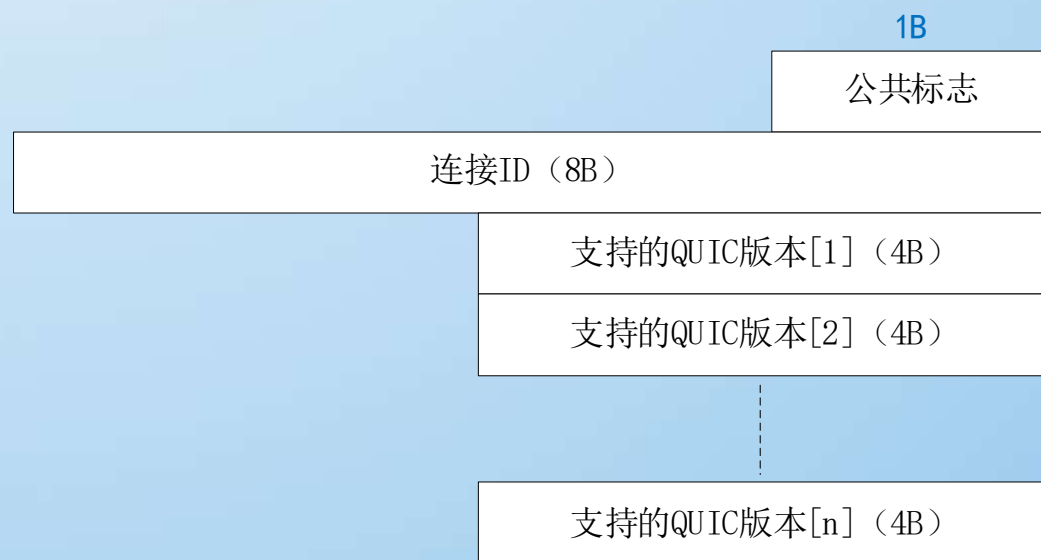 1B
公共标志
连接ID（8B）
支持的QUIC版本[1]（4B）
支持的QUIC版本[2]（4B）
支持的QUIC版本[n]（4B）